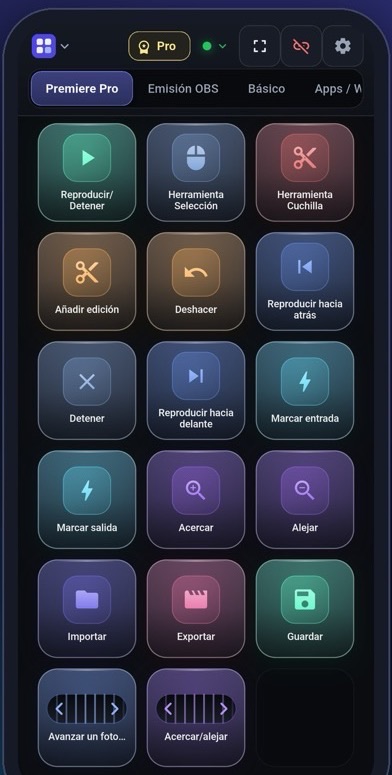 Pro
Premiere Pro
Emisión OBS
Básico
Apps / W
Reproducir/
Detener
Herramienta
Selección
Herramienta
Cuchilla
Añadir edición
Deshacer
Reproducir hacia
atrás
Detener
Reproducir hacia
delante
Marcar entrada
Marcar salida
Acercar
Alejar
Importar
Exportar
Guardar
Avanzar un foto...
Acercar/alejar